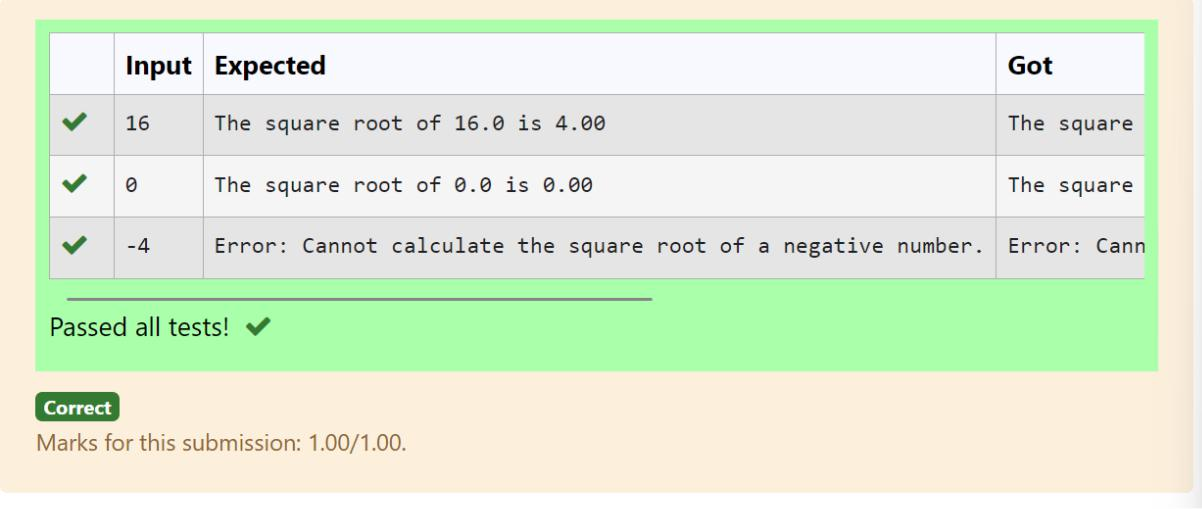 Input Expected Got
16 The square root of 16.0 is 4.00 The square
0 The square root of 0.0 is 0.00 The square
-4 Error: Cannot calculate the square root of a negative number. Error: Cann
Passed all tests!
Correct
Marks for this submission: 1.00/1.00.